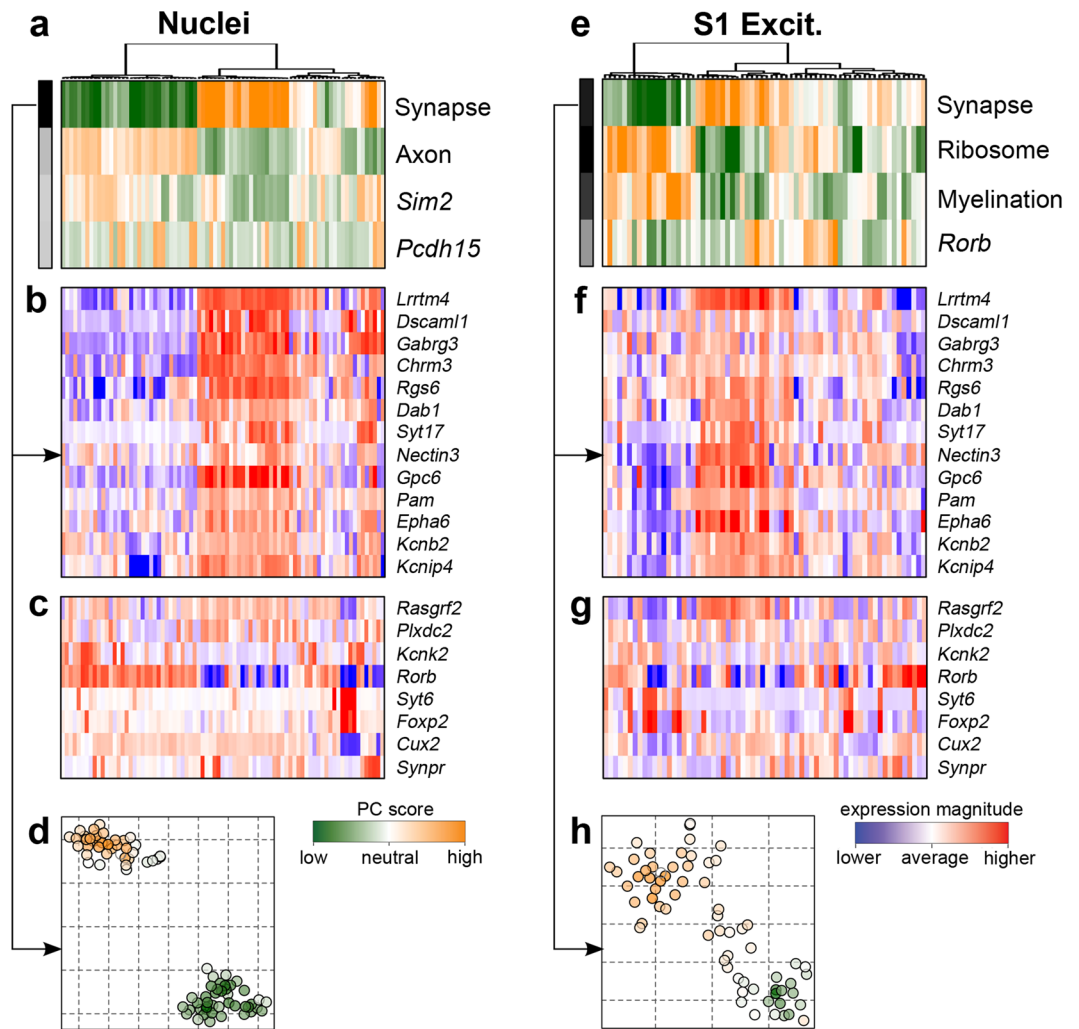 a
Nuclei
Synapse
Axon
Sim2
Pcdh15
b
Lrrtm4
Dscaml1
Gabrg3
Chrm3
Rgs6
Dab1
Syt17
Nectin3
Gpc6
Pam
Epha6
Kcnb2
Kcnip4
c
Rasgrf2
Plxdc2
Kcnk2
Rorb
Syt6
Foxp2
Cux2
Synpr
d
PC score
low neutral high
e
S1 Excit.
Synapse
Ribosome
Myelination
Rorb
f
Lrrtm4
Dscaml1
Gabrg3
Chrm3
Rgs6
Dab1
Syt17
Nectin3
Gpc6
Pam
Epha6
Kcnb2
Kcnip4
g
Rasgrf2
Plxdc2
Kcnk2
Rorb
Syt6
Foxp2
Cux2
Synpr
h
expression magnitude
lower average higher